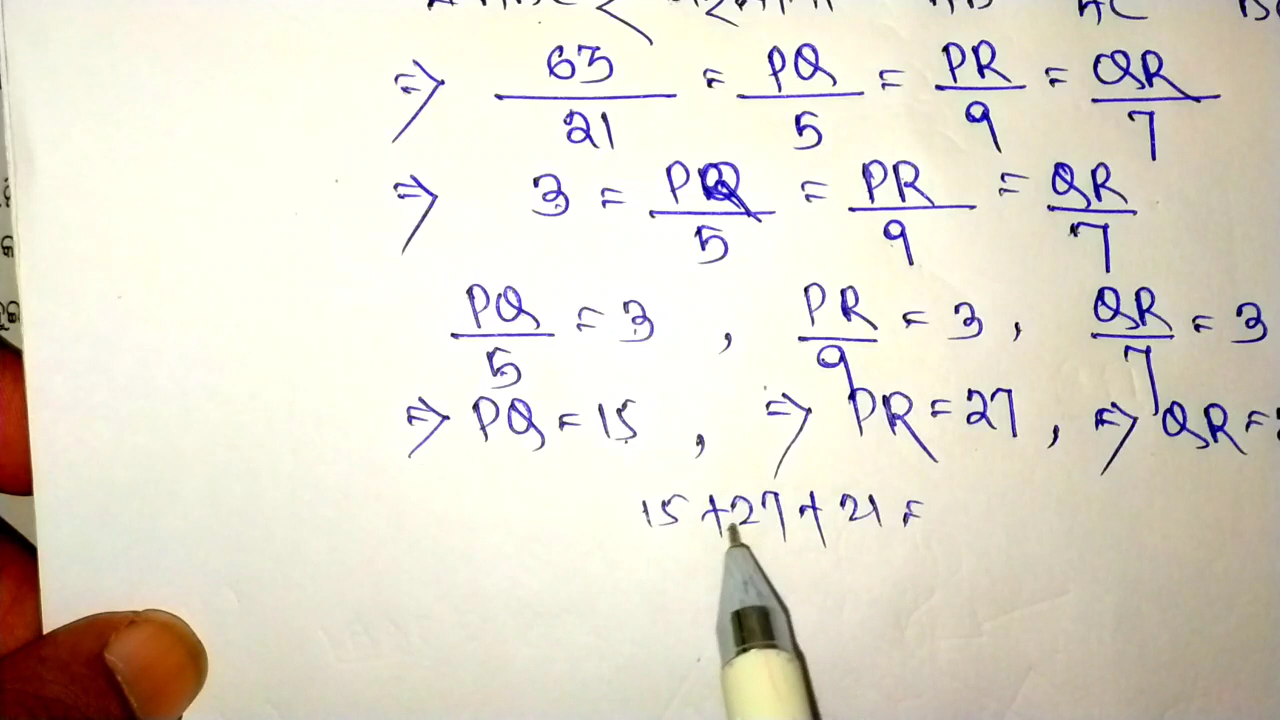 ⇒ 63/21 = PQ/5 = PR/9 = QR/7
⇒ 3 = PQ/5 = PR/9 = QR/7
PQ/5 = 3 , PR/9 = 3 , QR/7 = 3
⇒ PQ = 15 , ⇒ PR = 27 , ⇒ QR =
15 + 27 + 21 =